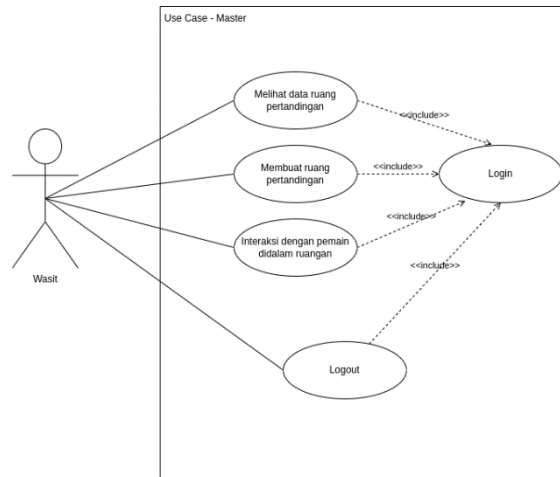 Use Case - Master
Melihat data ruang
pertandingan
<<include>>
Membuat ruang
pertandingan
<<include>>
Login
Interaksi dengan pemain
didalam ruangan
<<include>>
<<include>>
Wasit
Logout